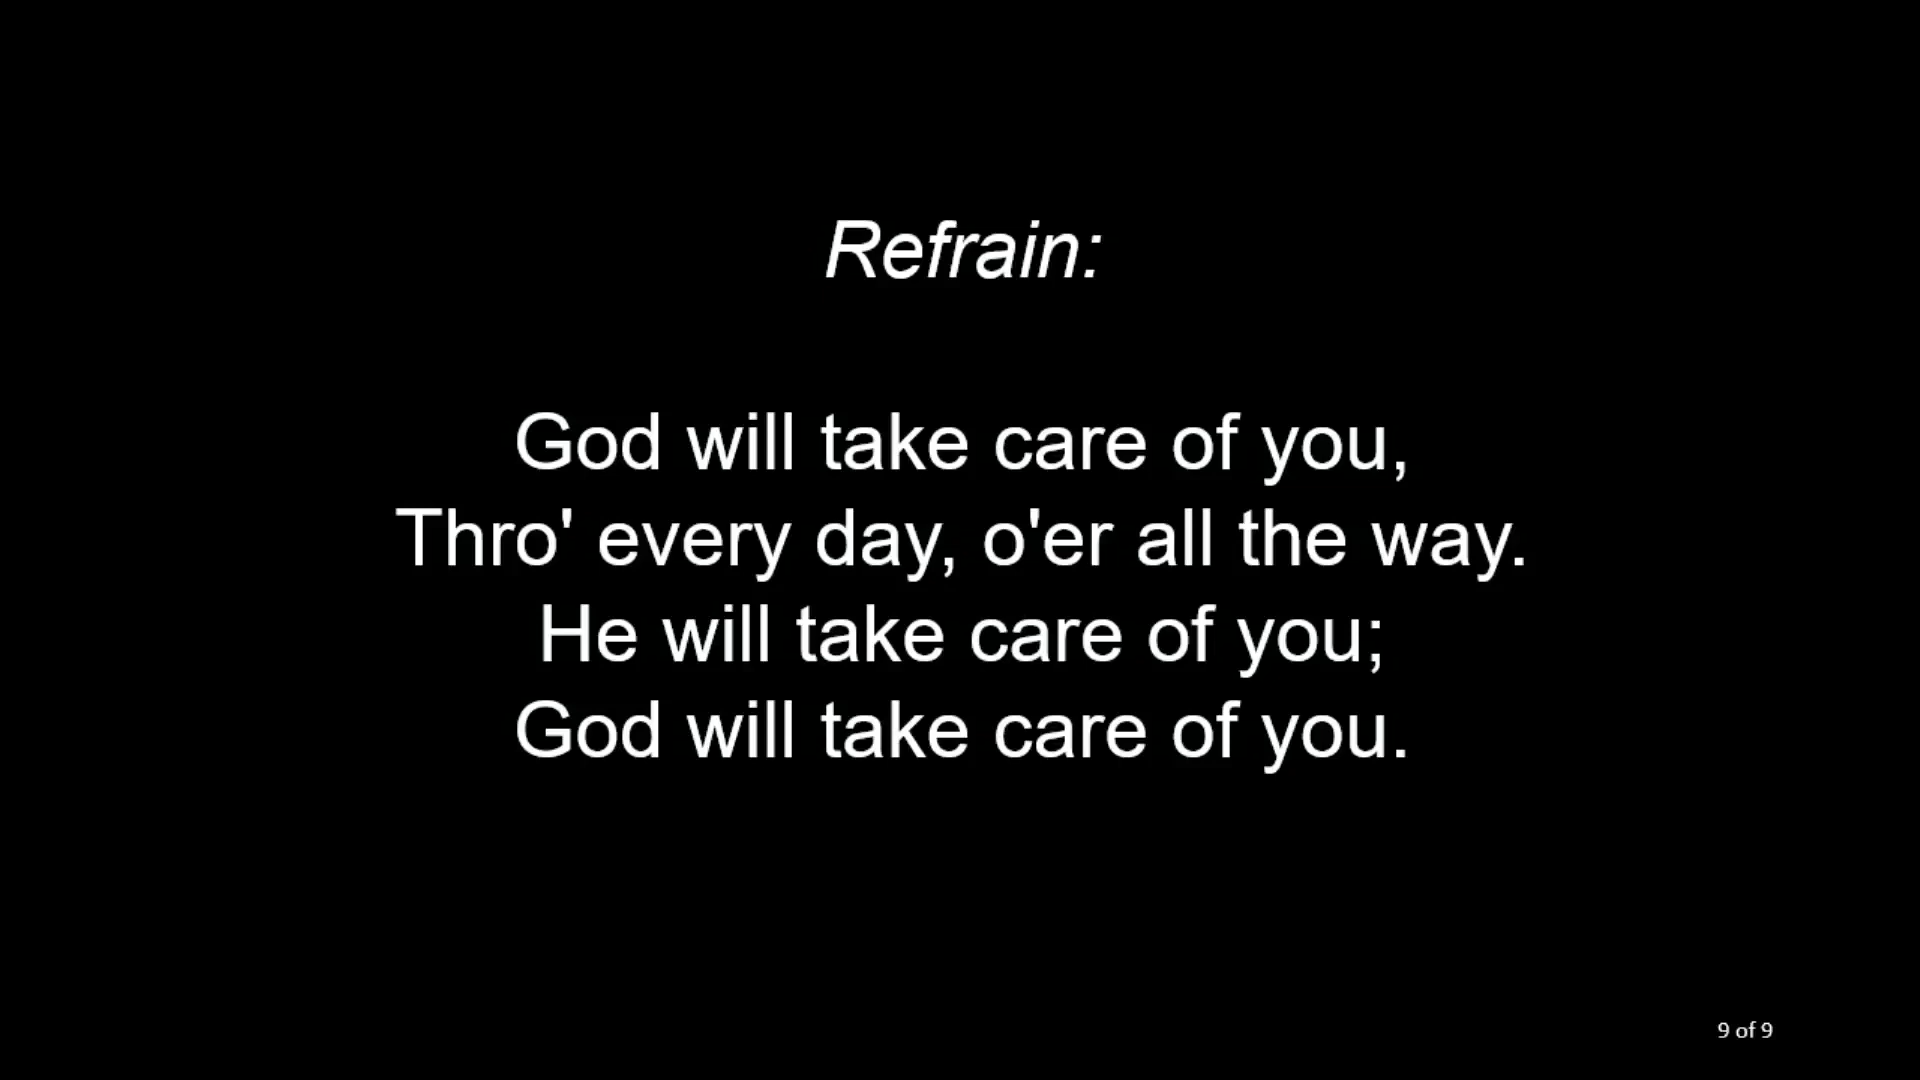 Refrain:
God will take care of you,
Thro' every day, o'er all the way.
He will take care of you;
God will take care of you.
9 of 9